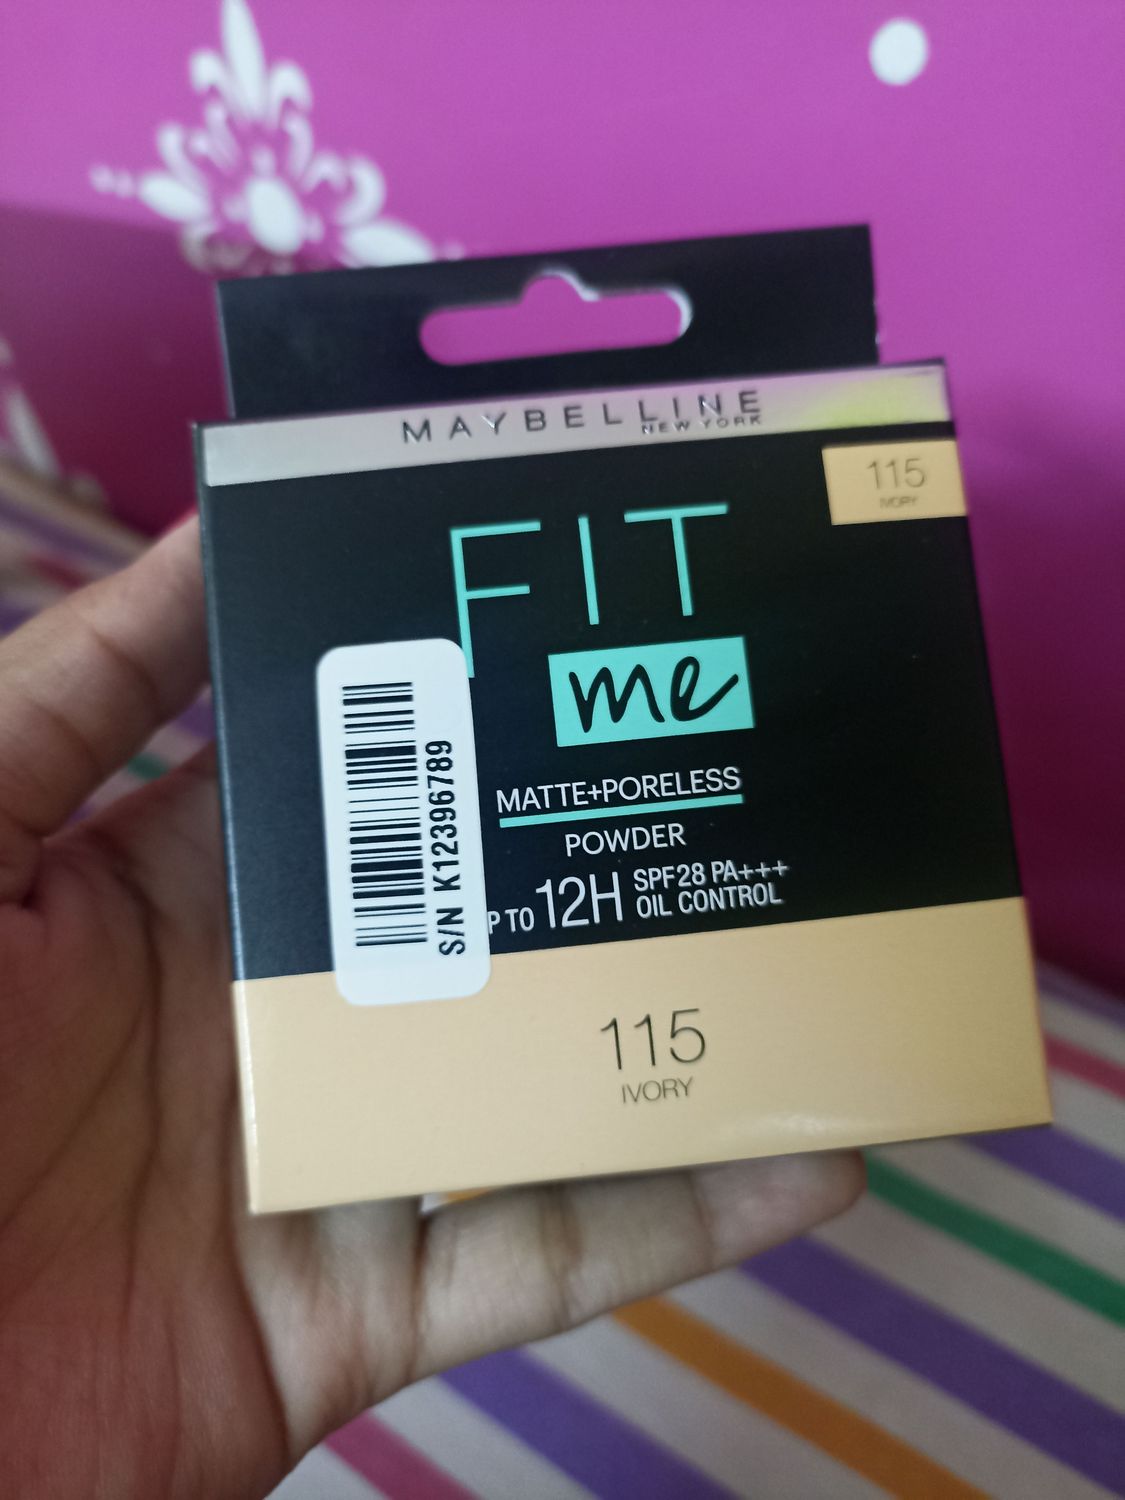 MAYBELLINE
NEW YORK
115
IVORY
FIT
me
MATTE+PORELESS
POWDER
P TO 12H SPF28 PA+++
OIL CONTROL
S/N K12396789
115
IVORY